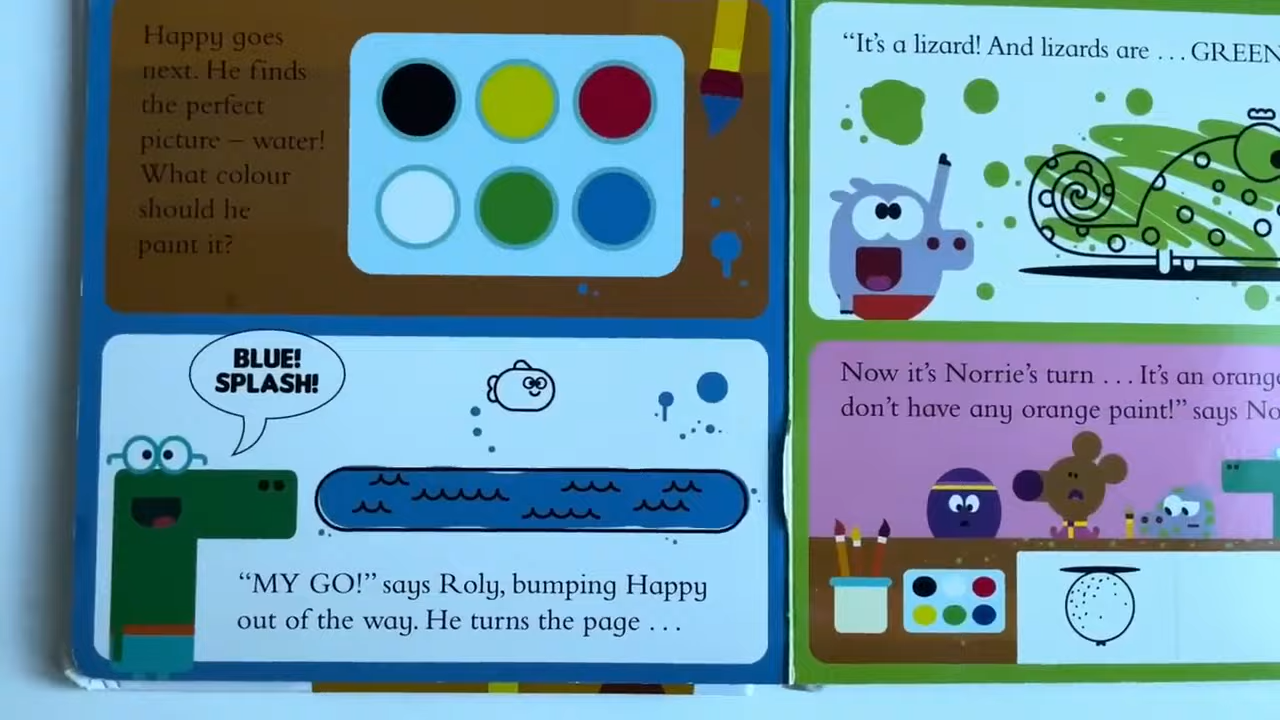 Happy goes
next. He finds
the perfect
picture – water!
What colour
should he
paint it?
BLUE!
SPLASH!
“MY GO!” says Roly, bumping Happy
out of the way. He turns the page . . .
“It’s a lizard! And lizards are . . . GREEN
Now it’s Norrie’s turn . . . It’s an orange
don’t have any orange paint!” says No